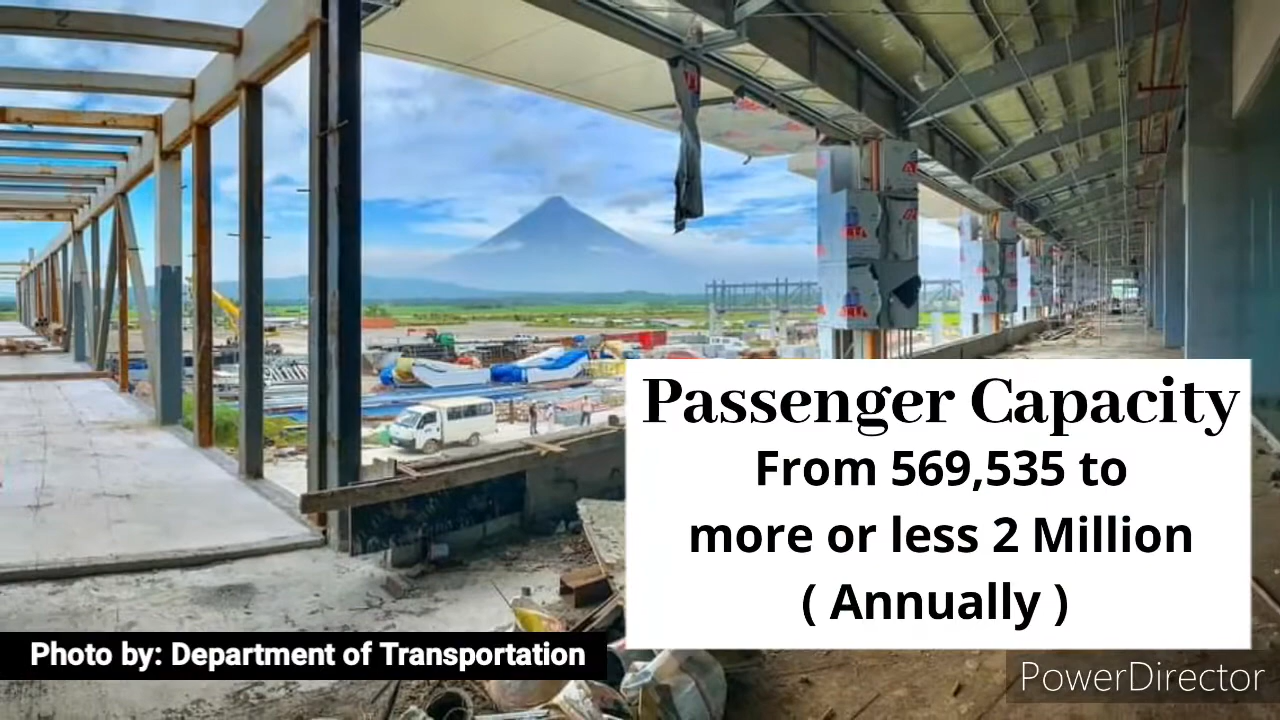 Passenger Capacity
From 569,535 to
more or less 2 Million
( Annually )
Photo by: Department of Transportation
PowerDirector